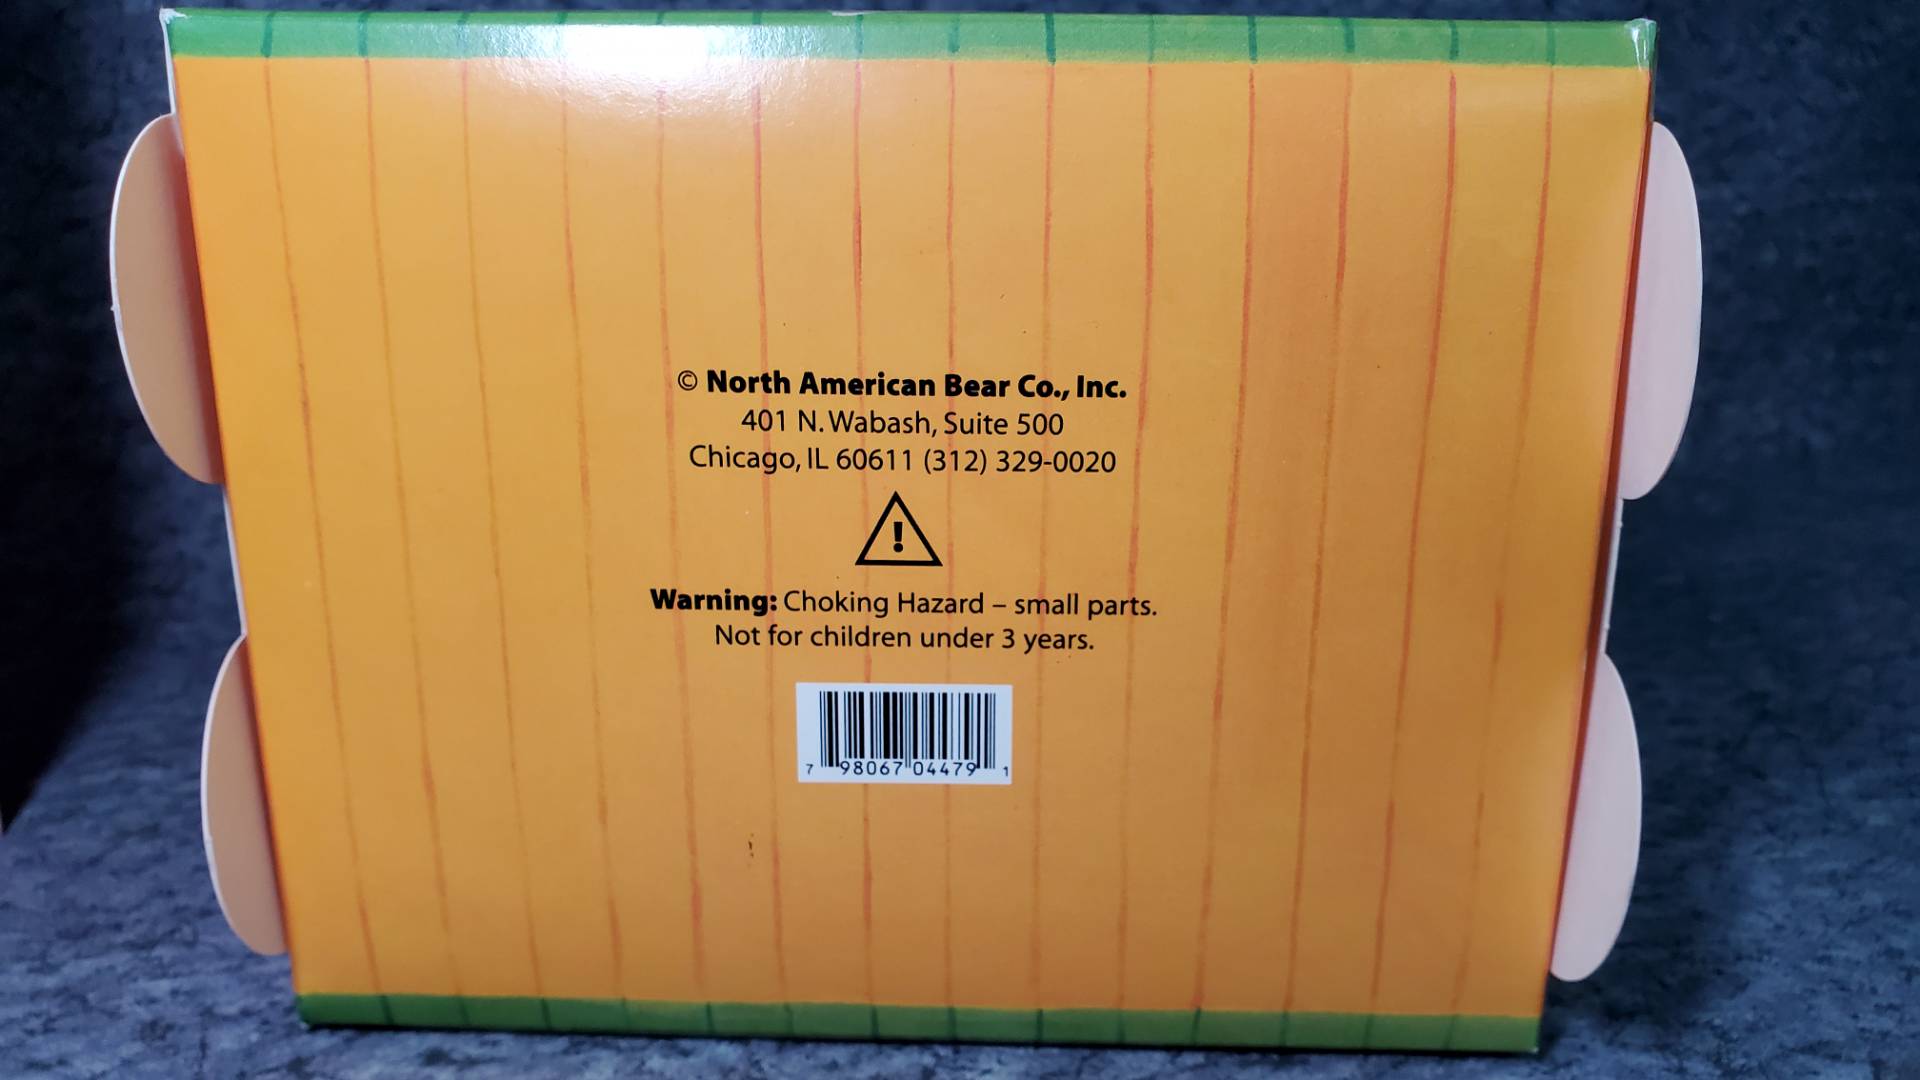 © North American Bear Co., Inc.
401 N. Wabash, Suite 500
Chicago, IL 60611 (312) 329-0020
!
Warning: Choking Hazard – small parts.
Not for children under 3 years.
7 98067 04479 1